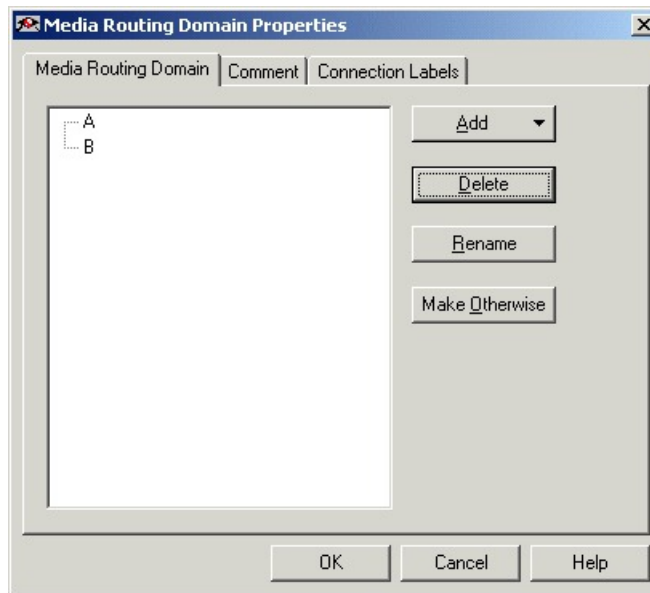 Media Routing Domain Properties
Media Routing Domain
Comment
Connection Labels
A
B
Add
Delete
Rename
Make Otherwise
OK
Cancel
Help